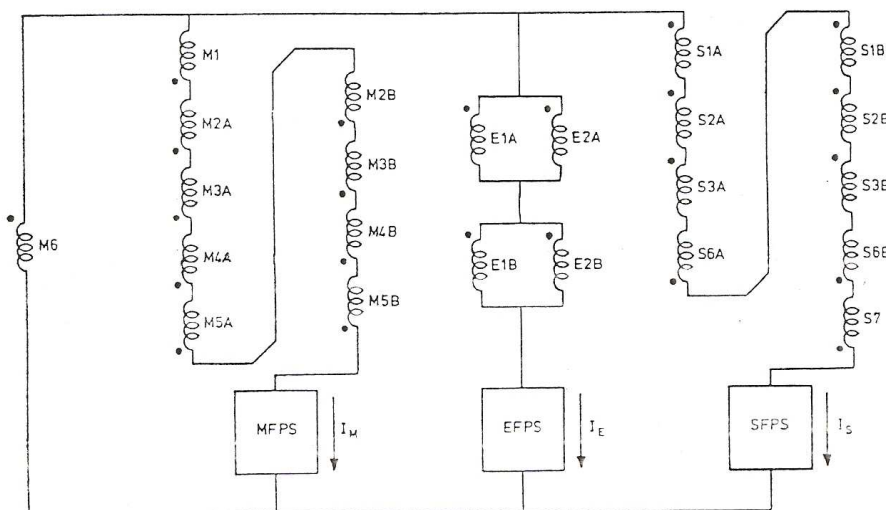 M6
M1
M2A
M3A
M4A
M5A
M2B
M3B
M4B
M5B
MFPS
I_M
E1A
E2A
E1B
E2B
EFPS
I_E
S1A
S2A
S3A
S6A
S1B
S2B
S3B
S6B
S7
SFPS
I_S